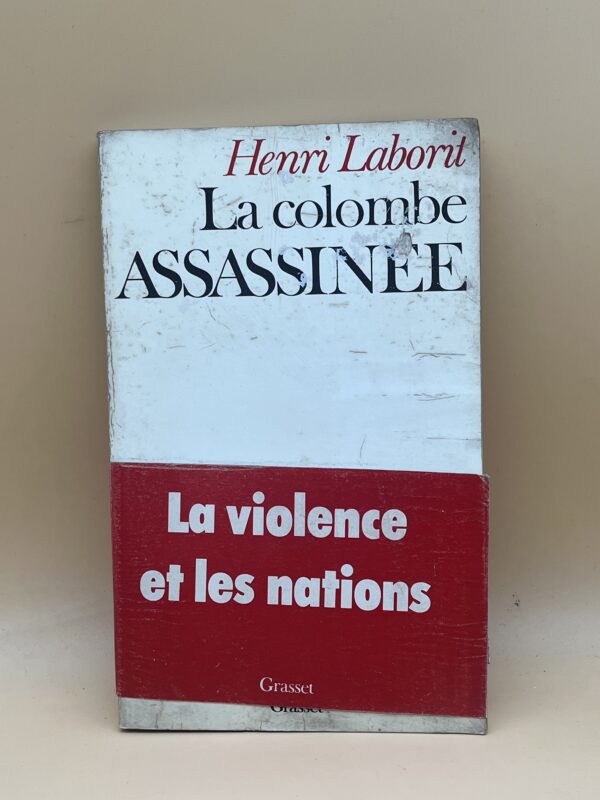 Henri Laborit
La colombe
ASSASSINÉE
La violence
et les nations
Grasset
Grasset